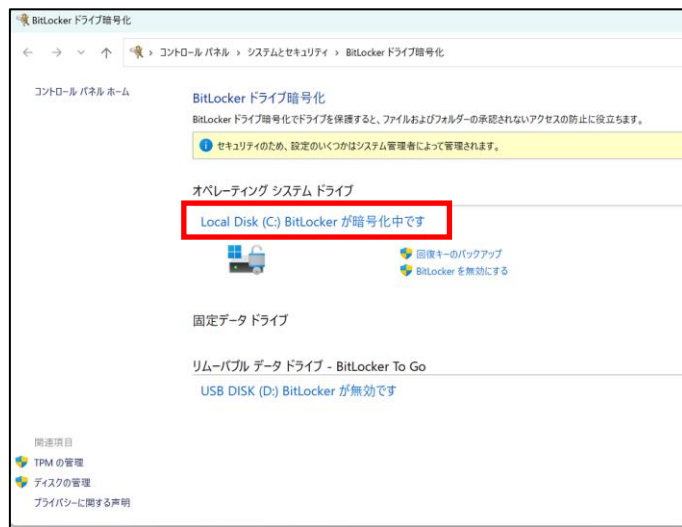 BitLocker ドライブ暗号化
コントロール パネル › システムとセキュリティ › BitLocker ドライブ暗号化
コントロール パネル ホーム
BitLocker ドライブ暗号化
BitLocker ドライブ暗号化でドライブを保護すると、ファイルおよびフォルダーの承認されないアクセスの防止に役立ちます。
セキュリティのため、設定のいくつかはシステム管理者によって管理されます。
オペレーティング システム ドライブ
Local Disk (C:) BitLocker が暗号化中です
回復キーのバックアップ
BitLocker を無効にする
固定データ ドライブ
リムーバブル データ ドライブ - BitLocker To Go
USB DISK (D:) BitLocker が無効です
関連項目
TPM の管理
ディスクの管理
プライバシーに関する声明